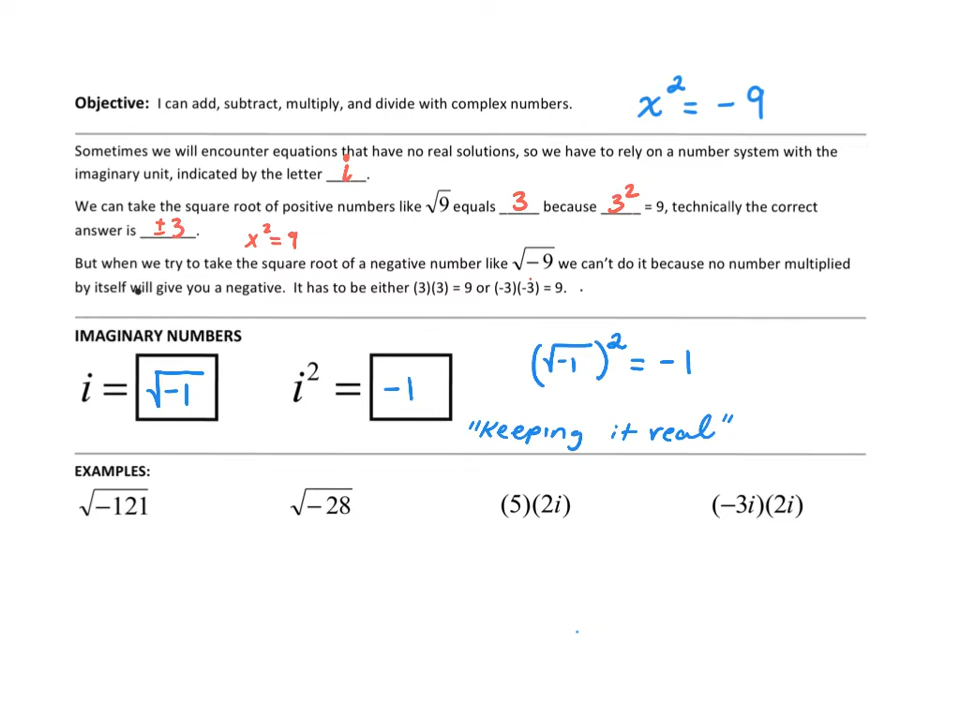 Objective: I can add, subtract, multiply, and divide with complex numbers. x² = -9
Sometimes we will encounter equations that have no real solutions, so we have to rely on a number system with the
imaginary unit, indicated by the letter __i__.
We can take the square root of positive numbers like √9 equals __3__ because __3²__ = 9, technically the correct
answer is __±3__. x² = 9
But when we try to take the square root of a negative number like √−9 we can't do it because no number multiplied
by itself will give you a negative. It has to be either (3)(3) = 9 or (-3)(-3) = 9. .
IMAGINARY NUMBERS
i = √-1 i² = -1 (√-1)² = -1
"Keeping it real"
EXAMPLES:
√−121 √−28 (5)(2i) (−3i)(2i)